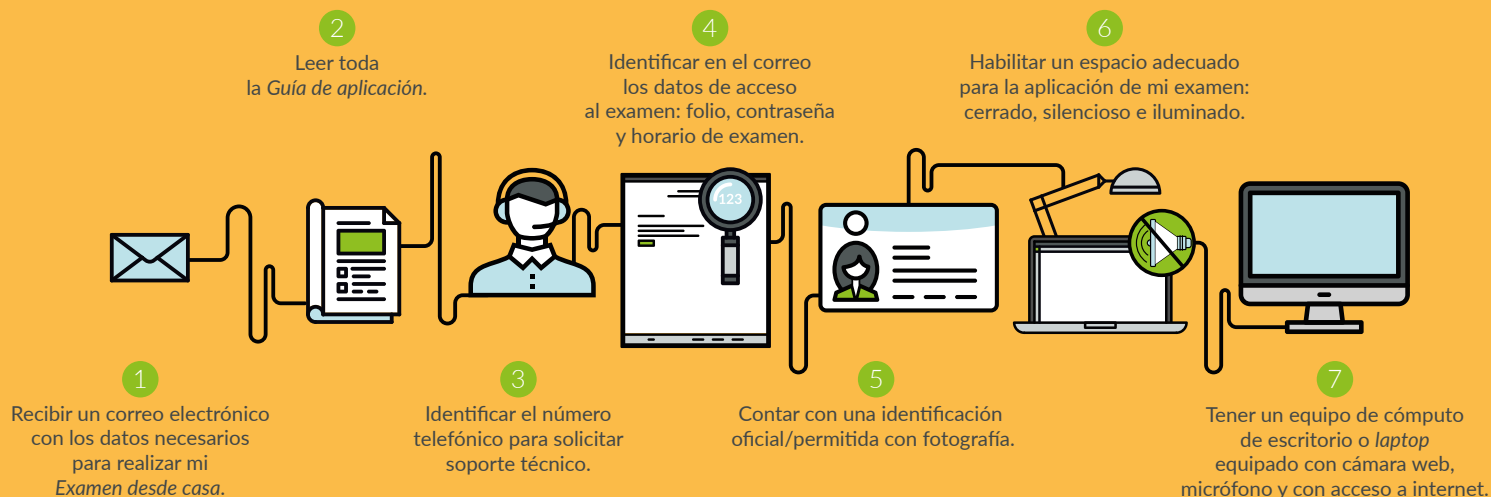 1
Recibir un correo electrónico
con los datos necesarios
para realizar mi
Examen desde casa.
2
Leer toda
la Guía de aplicación.
3
Identificar el número
telefónico para solicitar
soporte técnico.
4
Identificar en el correo
los datos de acceso
al examen: folio, contraseña
y horario de examen.
123
5
Contar con una identificación
oficial/permitida con fotografía.
6
Habilitar un espacio adecuado
para la aplicación de mi examen:
cerrado, silencioso e iluminado.
7
Tener un equipo de cómputo
de escritorio o laptop
equipado con cámara web,
micrófono y con acceso a internet.